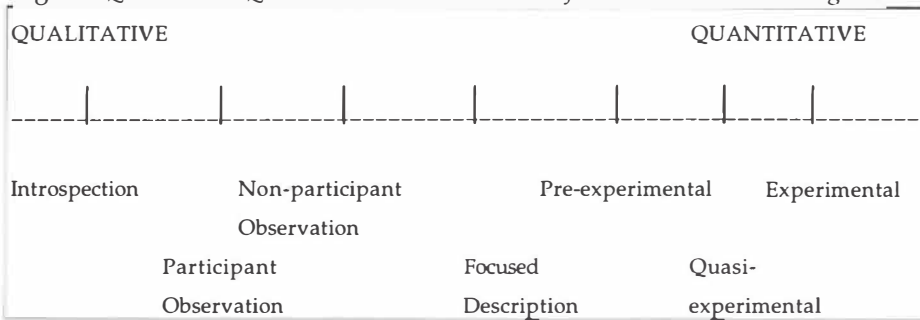 QUALITATIVE QUANTITATIVE
Introspection Non-participant Pre-experimental Experimental
Observation
Participant Focused Quasi-
Observation Description experimental